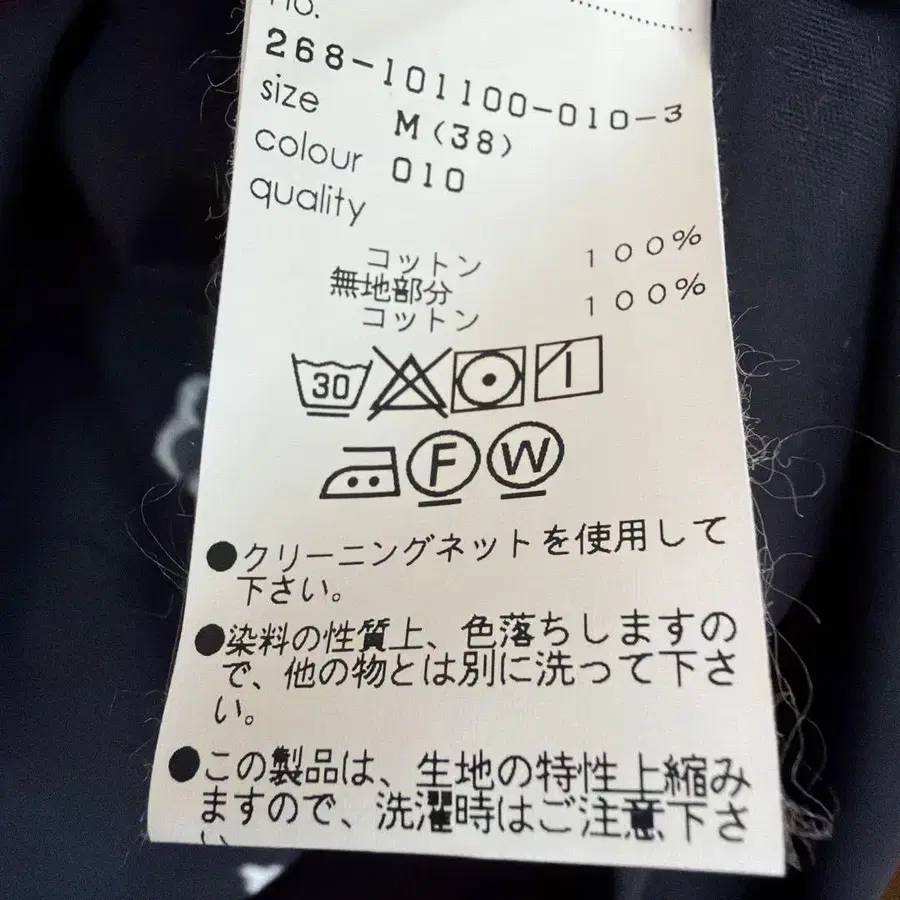 no.
268-101100-010-3
size M(38)
colour 010
quality
コットン 100%
無地部分 100%
コットン
30
F W
●クリーニングネットを使用して
下さい。
●染料の性質上、色落ちしますの
で、他の物とは別に洗って下さ
い。
●この製品は、生地の特性上縮み
ますので、洗濯時はご注意下さ
い